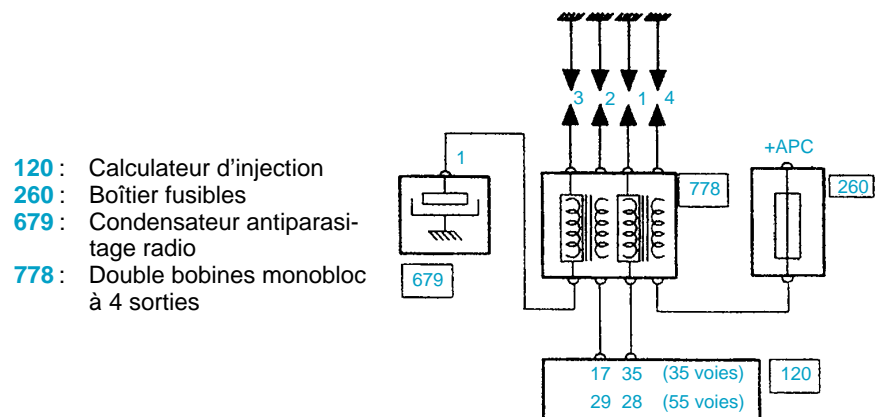 120 : Calculateur d'injection
260 : Boîtier fusibles
679 : Condensateur antiparasi-
tage radio
778 : Double bobines monobloc
à 4 sorties
3 2 1 4
1
+APC
778
260
679
17 35 (35 voies)
29 28 (55 voies)
120